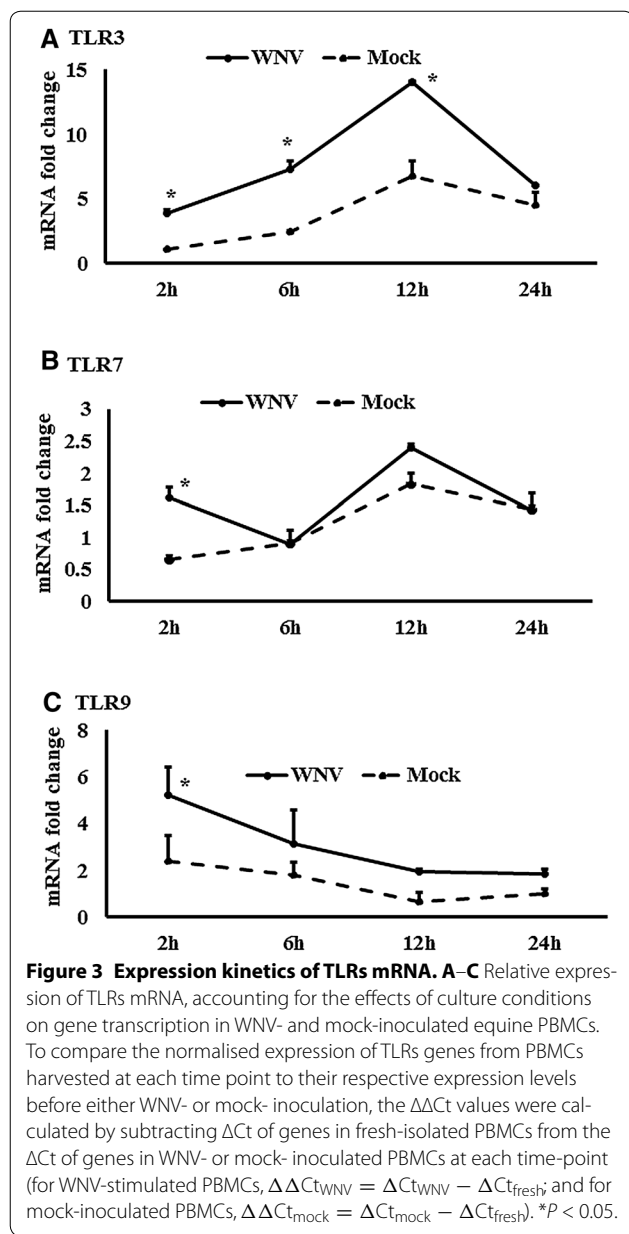 A TLR3
WNV Mock
mRNA fold change
15
10
5
0
*
*
*
2h 6h 12h 24h
B TLR7
WNV Mock
mRNA fold change
3
2.5
2
1.5
1
0.5
0
*
2h 6h 12h 24h
C TLR9
WNV Mock
mRNA fold change
8
6
4
2
0
*
2h 6h 12h 24h
Figure 3 Expression kinetics of TLRs mRNA. A–C Relative expres-
sion of TLRs mRNA, accounting for the effects of culture conditions
on gene transcription in WNV- and mock-inoculated equine PBMCs.
To compare the normalised expression of TLRs genes from PBMCs
harvested at each time point to their respective expression levels
before either WNV- or mock- inoculation, the ΔΔCt values were cal-
culated by subtracting ΔCt of genes in fresh-isolated PBMCs from the
ΔCt of genes in WNV- or mock- inoculated PBMCs at each time-point
(for WNV-stimulated PBMCs, ΔΔCtWNV = ΔCtWNV − ΔCtfresh; and for
mock-inoculated PBMCs, ΔΔCtmock = ΔCtmock − ΔCtfresh). *P < 0.05.